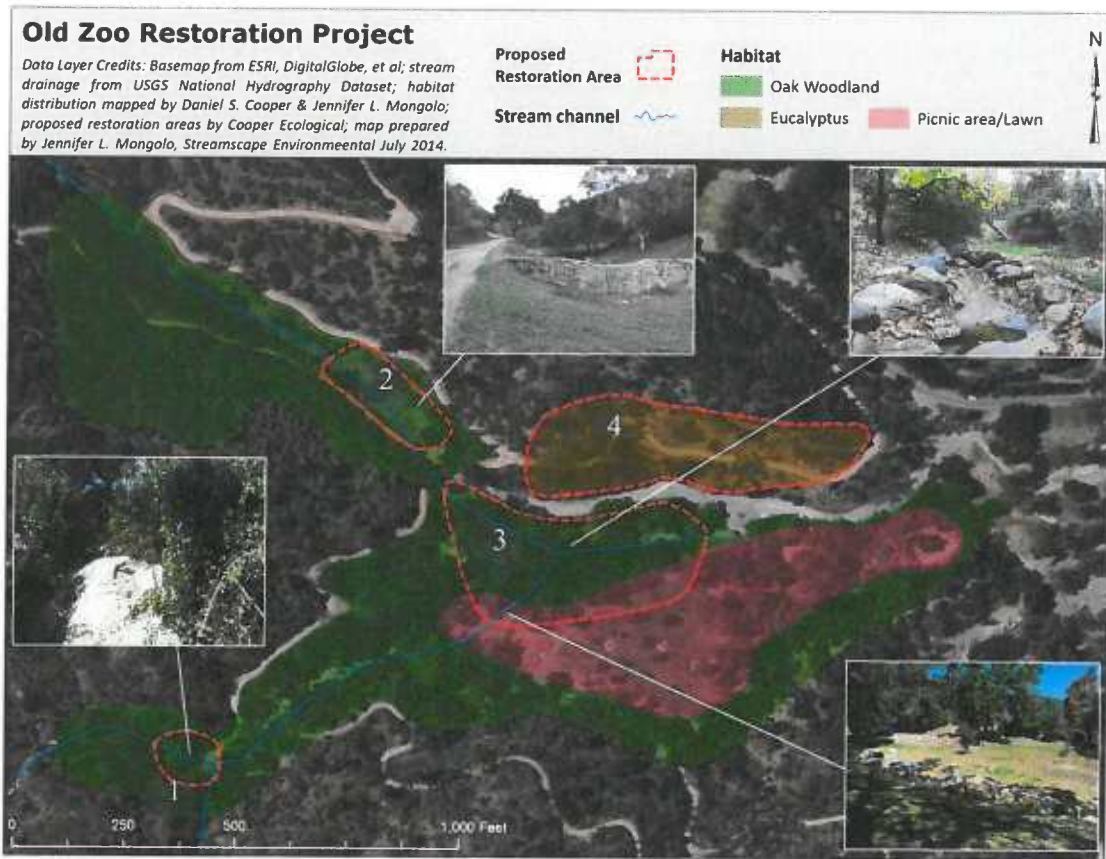 Old Zoo Restoration Project
Data Layer Credits: Basemap from ESRI, DigitalGlobe, et al; stream
drainage from USGS National Hydrography Dataset; habitat
distribution mapped by Daniel S. Cooper & Jennifer L. Mongolo;
proposed restoration areas by Cooper Ecological; map prepared
by Jennifer L. Mongolo, Streamscape Environmeental July 2014.
Proposed
Restoration Area
Stream channel
Habitat
Oak Woodland
Eucalyptus
Picnic area/Lawn
N
2
4
3
0
250
500
1,000 Feet